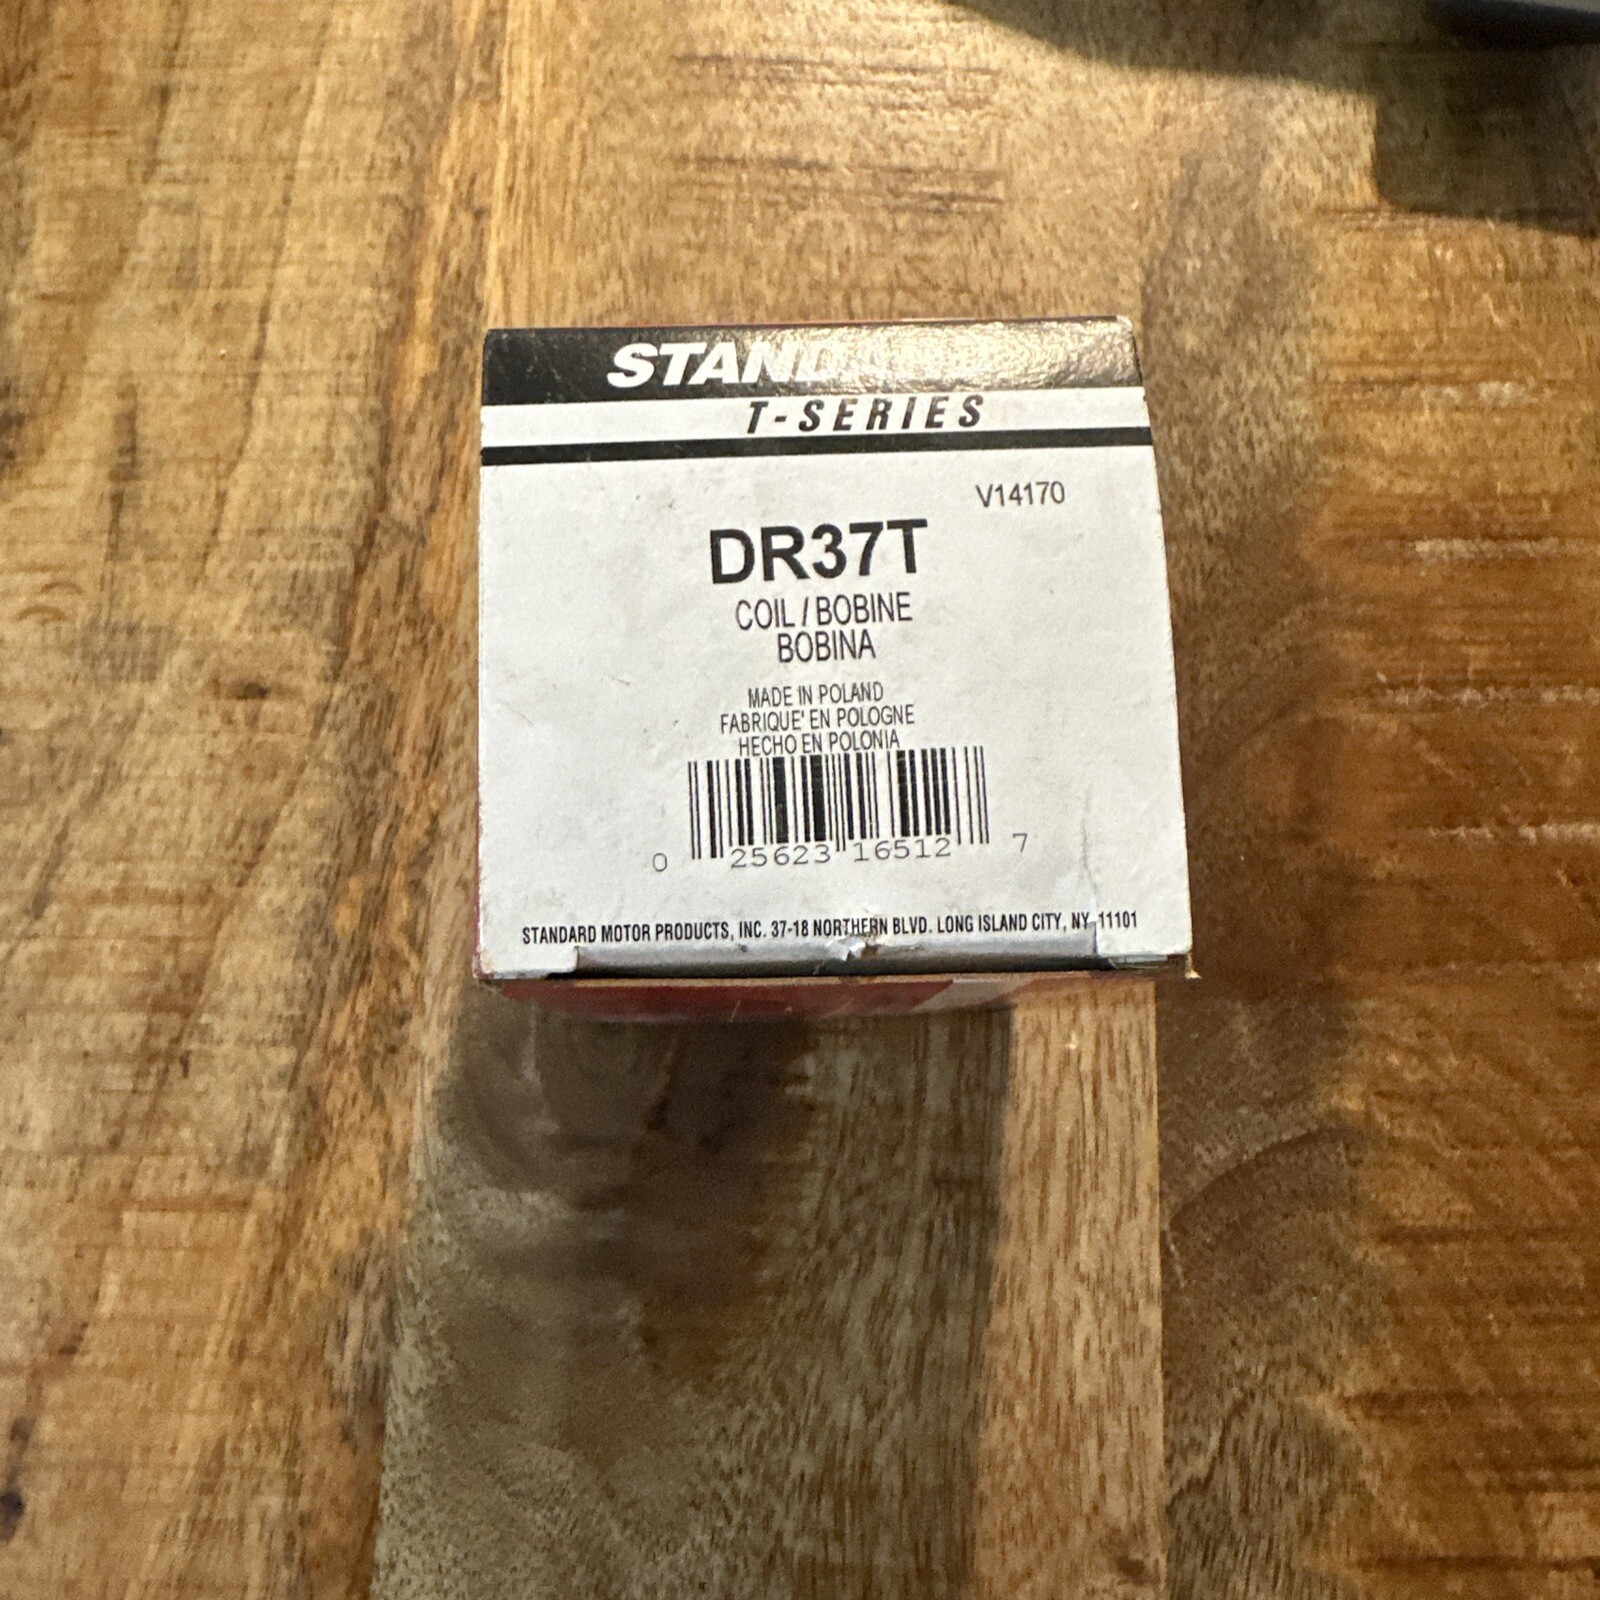 T-SERIES
V14170
DR37T
COIL / BOBINE
BOBINA
MADE IN POLAND
FABRIQUE' EN POLOGNE
HECHO EN POLONIA
0 25623 16512 7
STANDARD MOTOR PRODUCTS, INC. 37-18 NORTHERN BLVD. LONG ISLAND CITY, NY 11101